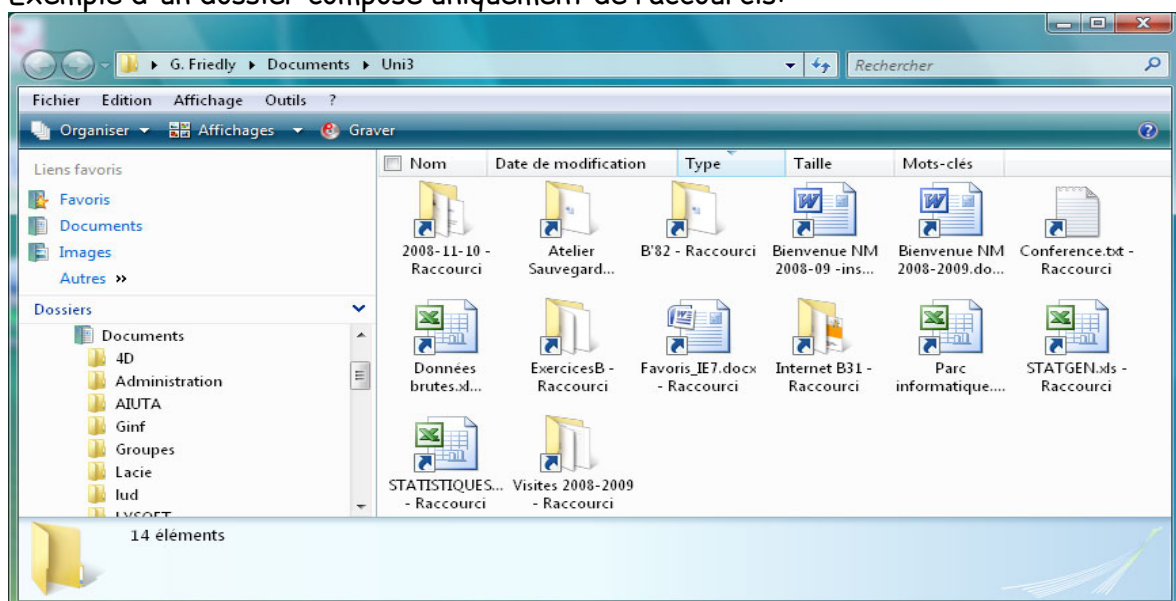 Exemple d'un dossier composé uniquement de raccourcis:
G. Friedly Documents Uni3
Rechercher
Fichier Edition Affichage Outils ?
Organiser Affichages Graver
Liens favoris
Favoris
Documents
Images
Autres »
Dossiers
Documents
4D
Administration
AIUTA
Ginf
Groupes
Lacie
lud
LYSOFT
Nom Date de modification Type Taille Mots-clés
2008-11-10 -
Raccourci
Atelier
Sauvegard...
B'82 - Raccourci
Bienvenue NM
2008-09 -ins...
Bienvenue NM
2008-2009.do...
Conference.txt -
Raccourci
Données
brutes.xl...
ExercicesB -
Raccourci
Favoris_IE7.docx
- Raccourci
Internet B31 -
Raccourci
Parc
informatique....
STATGEN.xls -
Raccourci
STATISTIQUES...
- Raccourci
Visites 2008-2009
- Raccourci
14 éléments